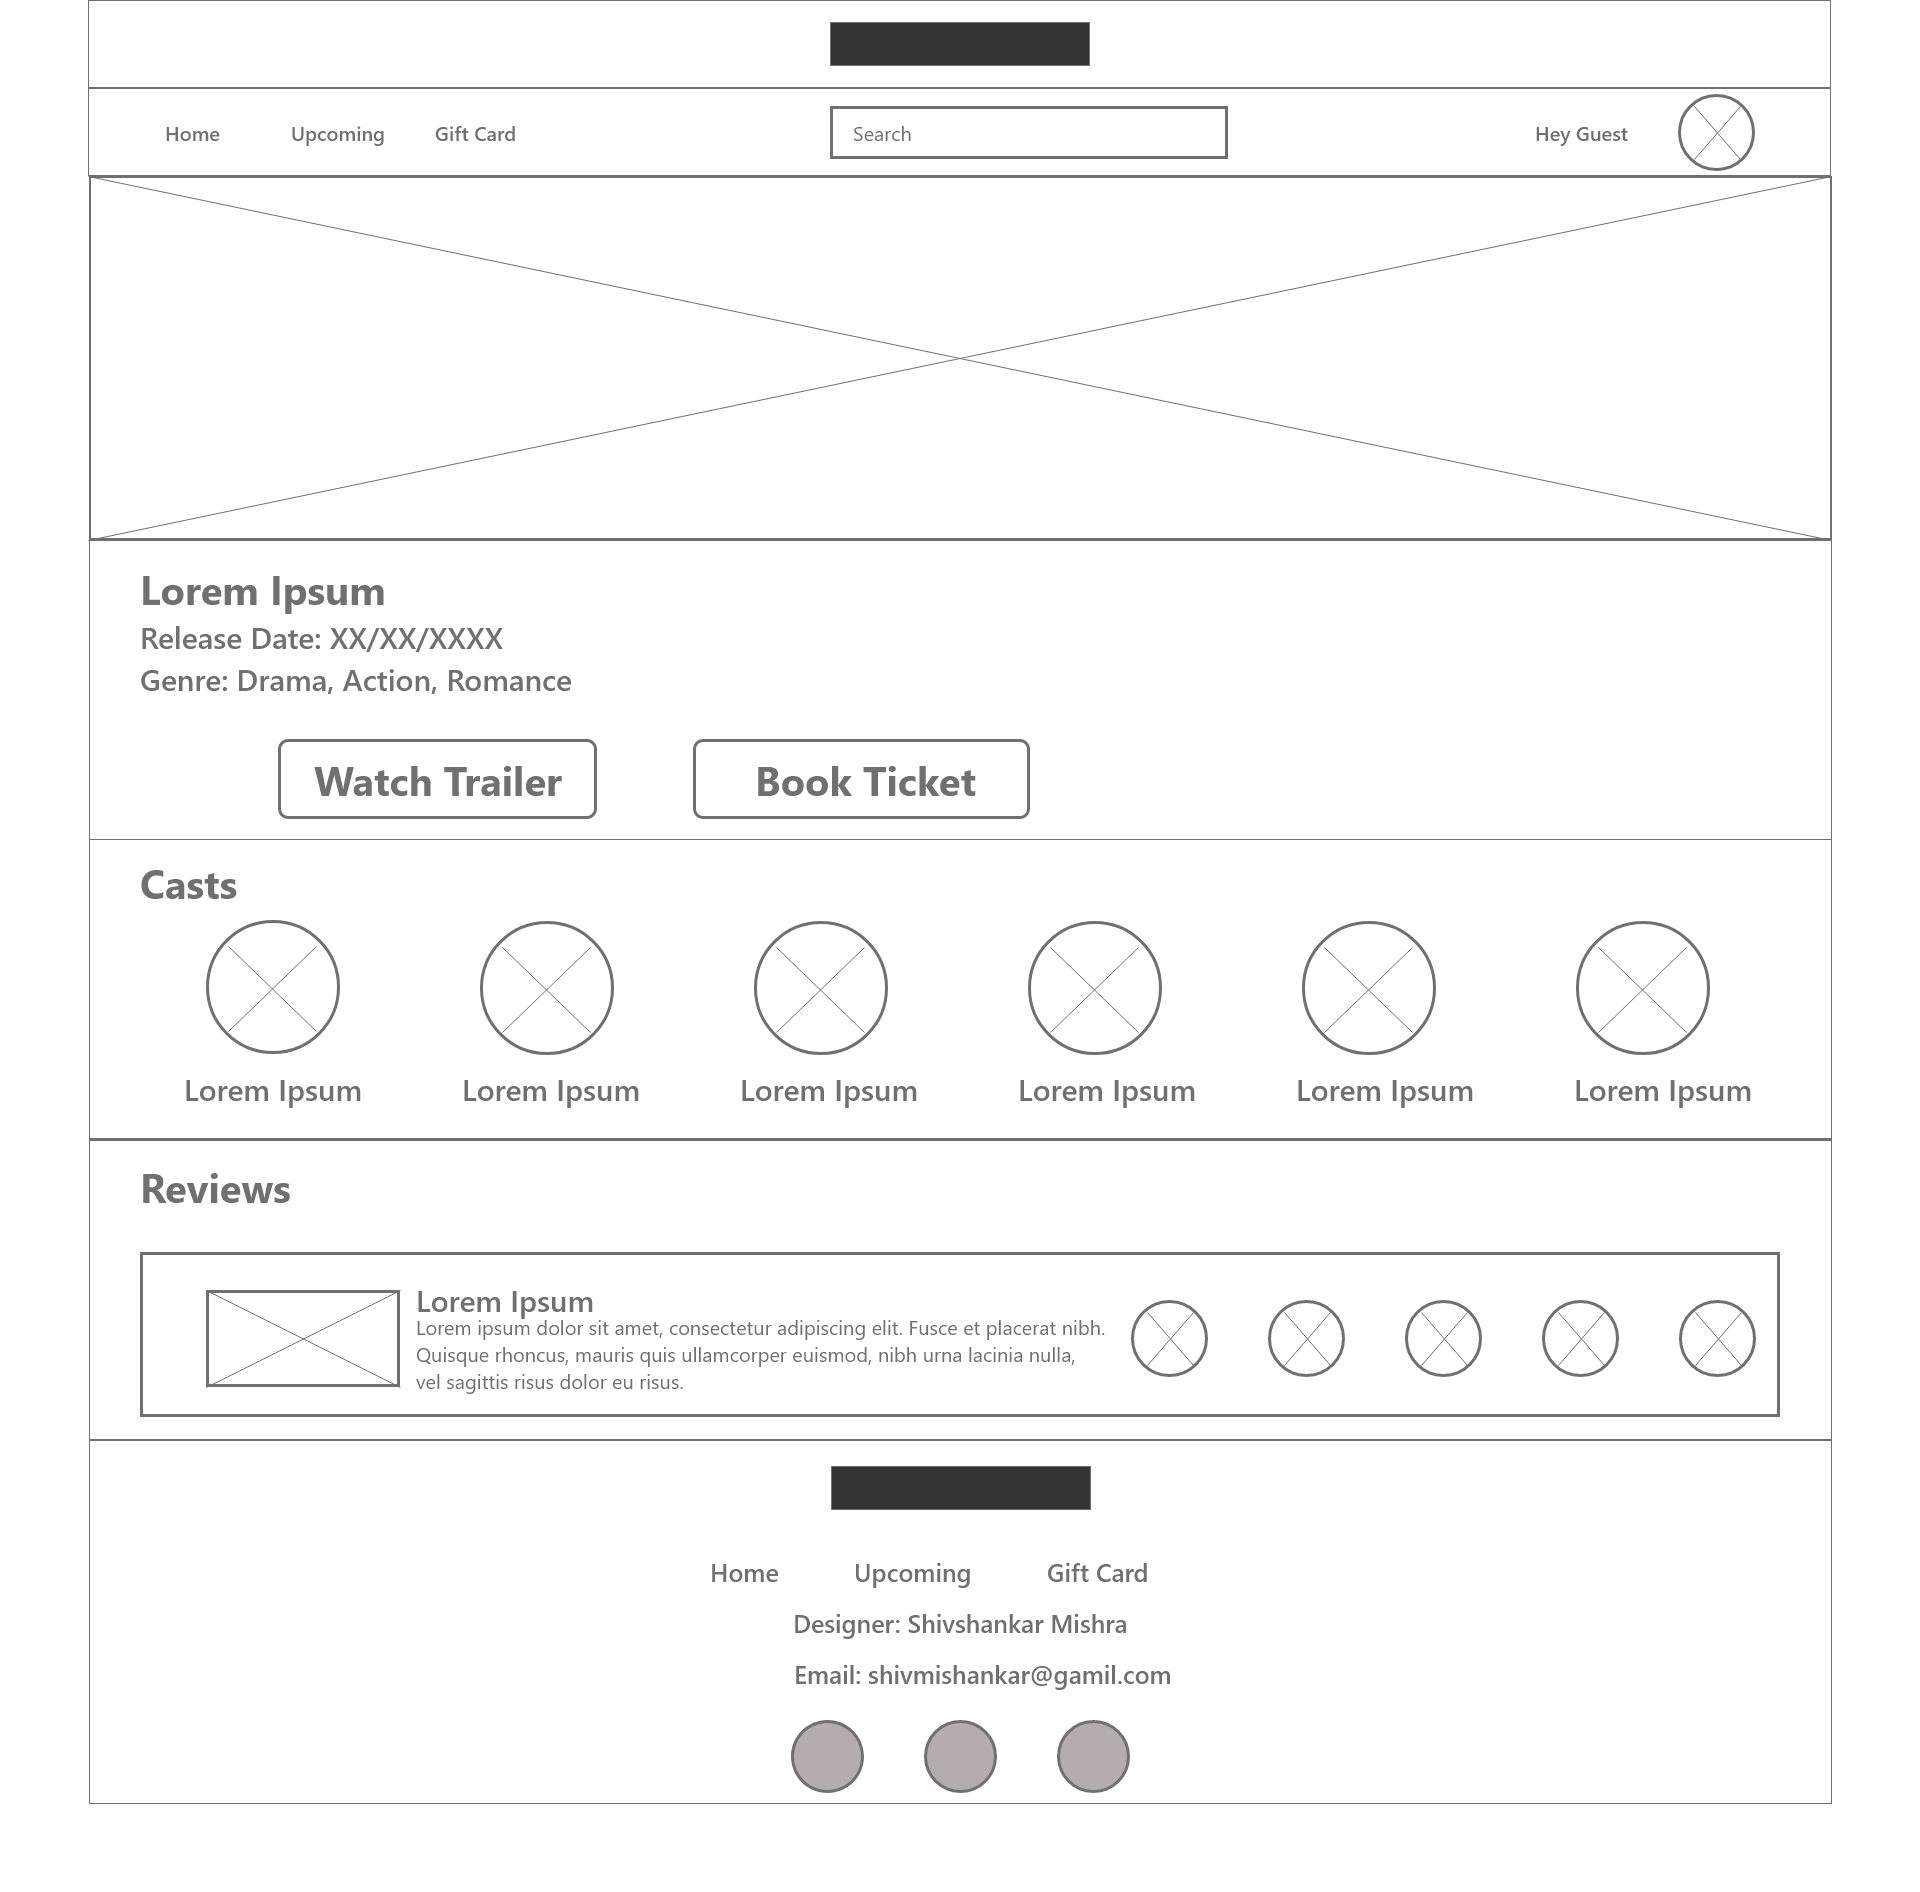 Home Upcoming Gift Card Search Hey Guest
Lorem Ipsum
Release Date: XX/XX/XXXX
Genre: Drama, Action, Romance
Watch Trailer Book Ticket
Casts
Lorem Ipsum Lorem Ipsum Lorem Ipsum Lorem Ipsum Lorem Ipsum Lorem Ipsum
Reviews
Lorem Ipsum
Lorem ipsum dolor sit amet, consectetur adipiscing elit. Fusce et placerat nibh.
Quisque rhoncus, mauris quis ullamcorper euismod, nibh urna lacinia nulla,
vel sagittis risus dolor eu risus.
Home Upcoming Gift Card
Designer: Shivshankar Mishra
Email: shivmishankar@gamil.com